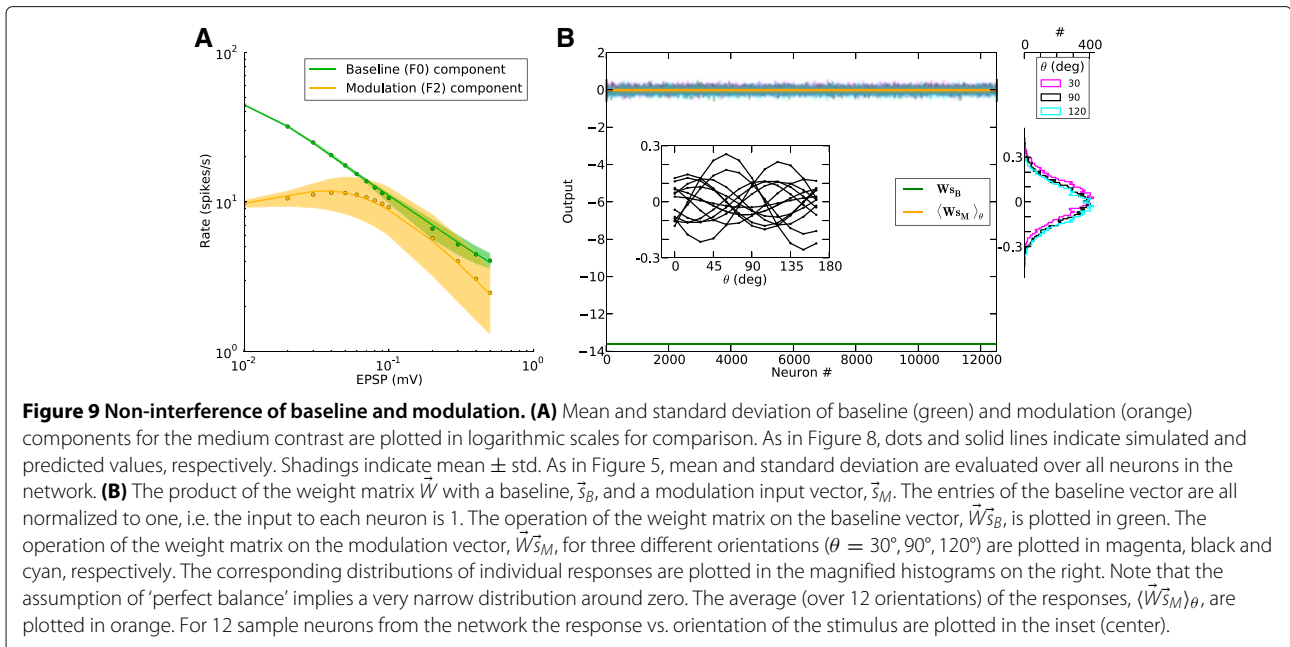 A
10²
10¹
10⁰
Rate (spikes/s)
Baseline (F0) component
Modulation (F2) component
10⁻² 10⁻¹ 10⁰
EPSP (mV)
B
2
0
−2
−4
−6
−8
−10
−12
−14
Output
0 2000 4000 6000 8000 10000 12000
Neuron #
0.3
0
-0.3
0 45 90 135 180
θ (deg)
Ws_B
⟨Ws_M⟩_θ
#
0 400
θ (deg)
30
90
120
0.3
0
-0.3
Figure 9 Non-interference of baseline and modulation. (A) Mean and standard deviation of baseline (green) and modulation (orange)
components for the medium contrast are plotted in logarithmic scales for comparison. As in Figure 8, dots and solid lines indicate simulated and
predicted values, respectively. Shadings indicate mean ± std. As in Figure 5, mean and standard deviation are evaluated over all neurons in the
network. (B) The product of the weight matrix W⃗ with a baseline, s⃗_B, and a modulation input vector, s⃗_M. The entries of the baseline vector are all
normalized to one, i.e. the input to each neuron is 1. The operation of the weight matrix on the baseline vector, W⃗s⃗_B, is plotted in green. The
operation of the weight matrix on the modulation vector, W⃗s⃗_M, for three different orientations (θ = 30°, 90°, 120°) are plotted in magenta, black and
cyan, respectively. The corresponding distributions of individual responses are plotted in the magnified histograms on the right. Note that the
assumption of ‘perfect balance’ implies a very narrow distribution around zero. The average (over 12 orientations) of the responses, ⟨W⃗s⃗_M⟩_θ, are
plotted in orange. For 12 sample neurons from the network the response vs. orientation of the stimulus are plotted in the inset (center).